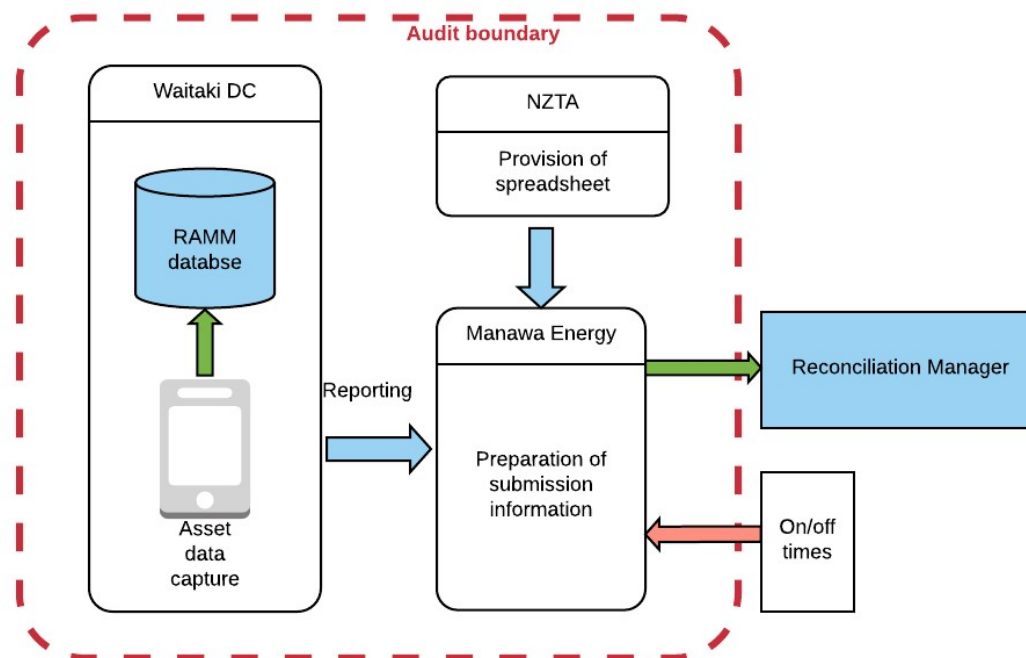 Audit boundary
Waitaki DC
RAMM
databse
Asset
data
capture
Reporting
NZTA
Provision of
spreadsheet
Manawa Energy
Preparation of
submission
information
Reconciliation Manager
On/off
times